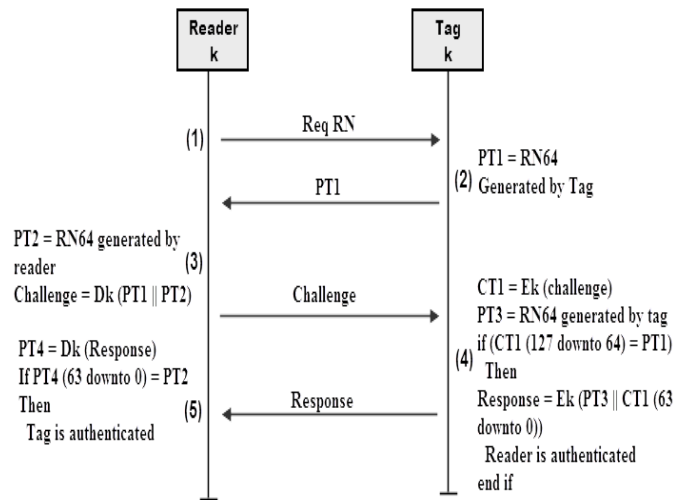 Reader
k
Tag
k
(1)
Req RN
PT1 = RN64
(2) Generated by Tag
PT1
PT2 = RN64 generated by
reader
(3)
Challenge = Dk (PT1 || PT2)
Challenge
CT1 = Ek (challenge)
PT3 = RN64 generated by tag
if (CT1 (127 downto 64) = PT1)
(4)
Then
Response = Ek (PT3 || CT1 (63
downto 0))
Reader is authenticated
end if
PT4 = Dk (Response)
If PT4 (63 downto 0) = PT2
Then
(5)
Tag is authenticated
Response